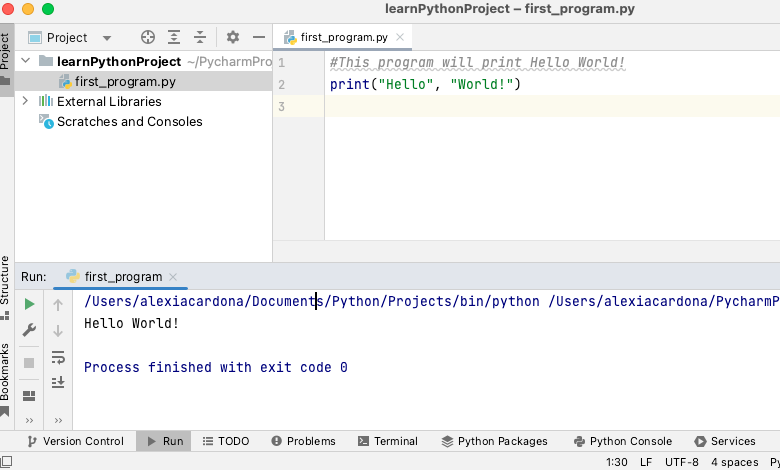 learnPythonProject – first_program.py
Project
Project
first_program.py
learnPythonProject ~/PycharmPro
first_program.py
External Libraries
Scratches and Consoles
1 #This program will print Hello World!
2 print("Hello", "World!")
3
Structure
Bookmarks
Run: first_program
/Users/alexiacardona/Documents/Python/Projects/bin/python /Users/alexiacardona/PycharmP
Hello World!
Process finished with exit code 0
Version Control Run TODO Problems Terminal Python Packages Python Console Services
1:30 LF UTF-8 4 spaces Py